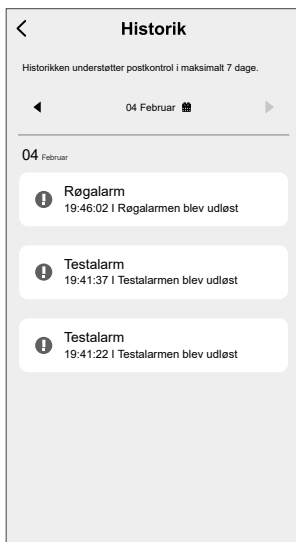 Historik
Historikken understøtter postkontrol i maksimalt 7 dage.
04 Februar
04 Februar
Røgalarm
19:46:02 I Røgalarmen blev udløst
Testalarm
19:41:37 I Testalarmen blev udløst
Testalarm
19:41:22 I Testalarmen blev udløst